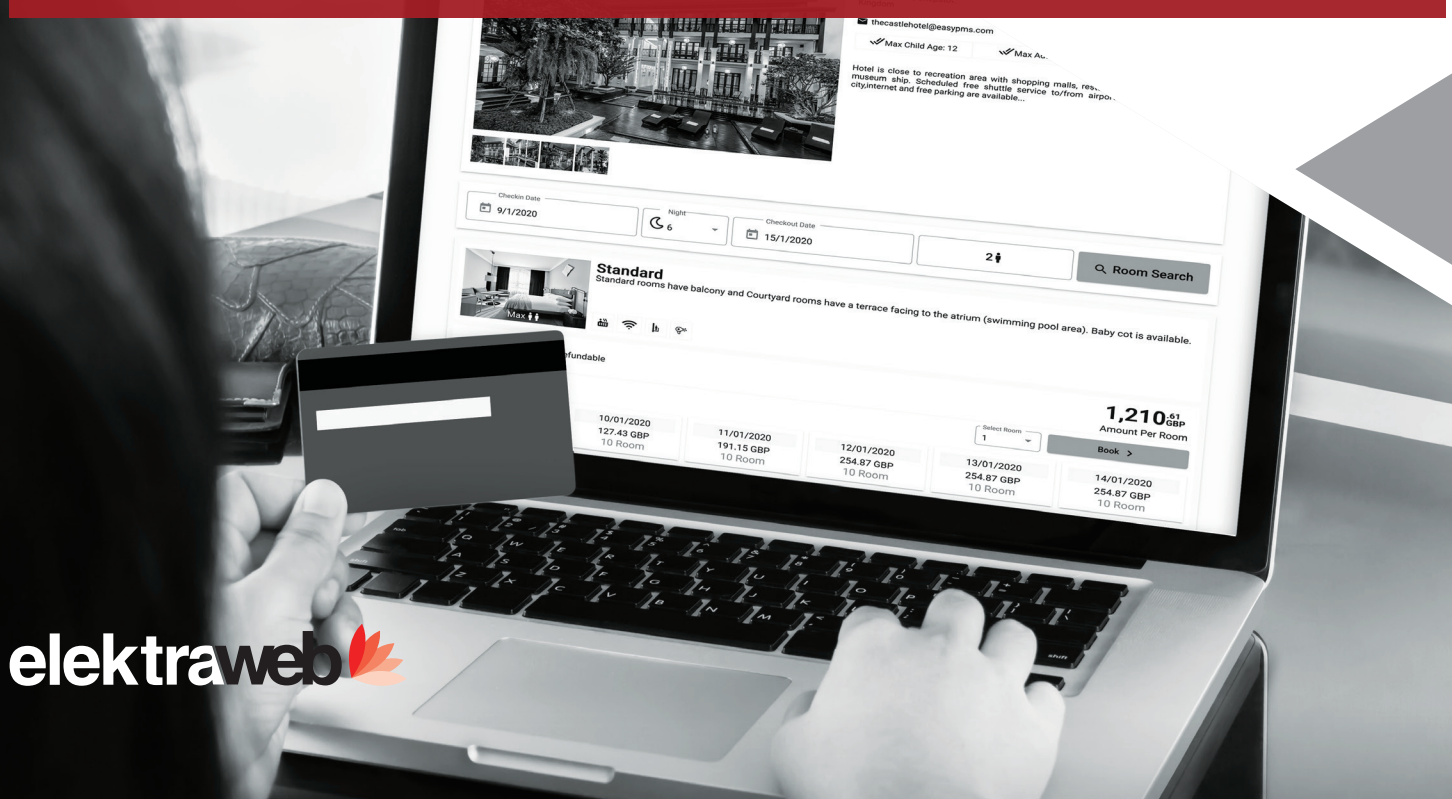 thecastlehotel@easypms.com
Max Child Age: 12
Max
Hotel is close to recreation area with shopping malls,
museum ship. Scheduled free shuttle service to/from
city,internet and free parking are available...
Checkin Date
9/1/2020
Night
6
Checkout Date
15/1/2020
2
Room Search
Standard
Standard rooms have balcony and Courtyard rooms have a terrace facing to the atrium (swimming pool area). Baby cot is available.
Max
1,210.61 GBP
Amount Per Room
Select Room
1
Book >
10/01/2020
127.43 GBP
10 Room
11/01/2020
191.15 GBP
10 Room
12/01/2020
254.87 GBP
10 Room
13/01/2020
254.87 GBP
10 Room
14/01/2020
254.87 GBP
10 Room
shift
elektraweb